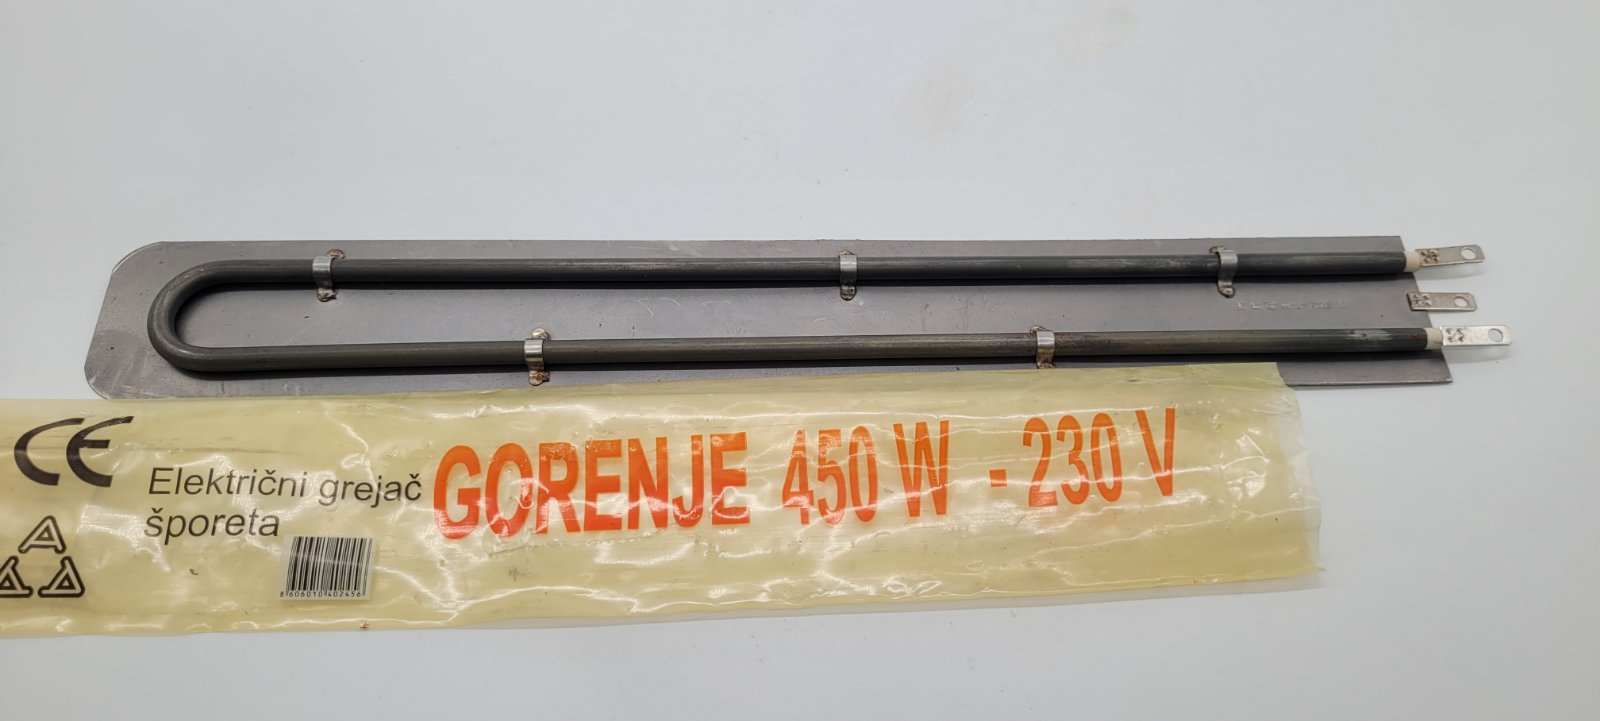 CE
Električni grejač
šporeta
GORENJE 450 W - 230 V
A
A A
8606010402456